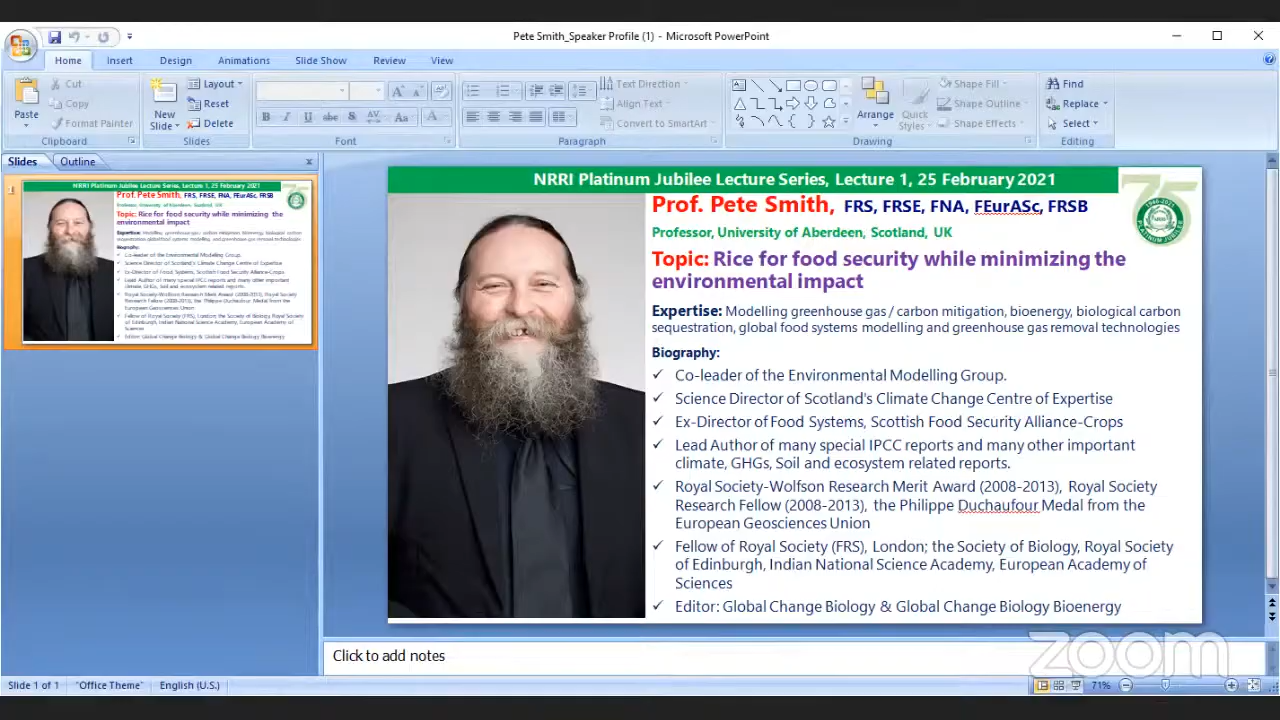 Pete Smith_Speaker Profile (1) - Microsoft PowerPoint
Home Insert Design Animations Slide Show Review View
Cut
Copy
Format Painter
Paste
Clipboard
New
Slide
Layout
Reset
Delete
Slides
Font
Text Direction
Align Text
Convert to SmartArt
Paragraph
Arrange
Quick
Styles
Shape Fill
Shape Outline
Shape Effects
Drawing
Find
Replace
Select
Editing
Slides Outline
1
NRRI Platinum Jubilee Lecture Series, Lecture 1, 25 February 2021
Prof. Pete Smith, FRS, FRSE, FNA, FEurASc, FRSB
Professor, University of Aberdeen, Scotland, UK
Topic: Rice for food security while minimizing the
environmental impact
Expertise: Modelling greenhouse gas / carbon mitigation, bioenergy, biological carbon
sequestration, global food systems modelling and greenhouse gas removal technologies
Biography:
✓ Co-leader of the Environmental Modelling Group.
✓ Science Director of Scotland's Climate Change Centre of Expertise
✓ Ex-Director of Food Systems, Scottish Food Security Alliance-Crops
✓ Lead Author of many special IPCC reports and many other important
climate, GHGs, Soil and ecosystem related reports.
✓ Royal Society-Wolfson Research Merit Award (2008-2013), Royal Society
Research Fellow (2008-2013), the Philippe Duchaufour Medal from the
European Geosciences Union
✓ Fellow of Royal Society (FRS), London; the Society of Biology, Royal Society
of Edinburgh, Indian National Science Academy, European Academy of
Sciences
✓ Editor: Global Change Biology & Global Change Biology Bioenergy
75
PLATINUM JUBILEE
Click to add notes
zoom
Slide 1 of 1 "Office Theme" English (U.S.) 71%